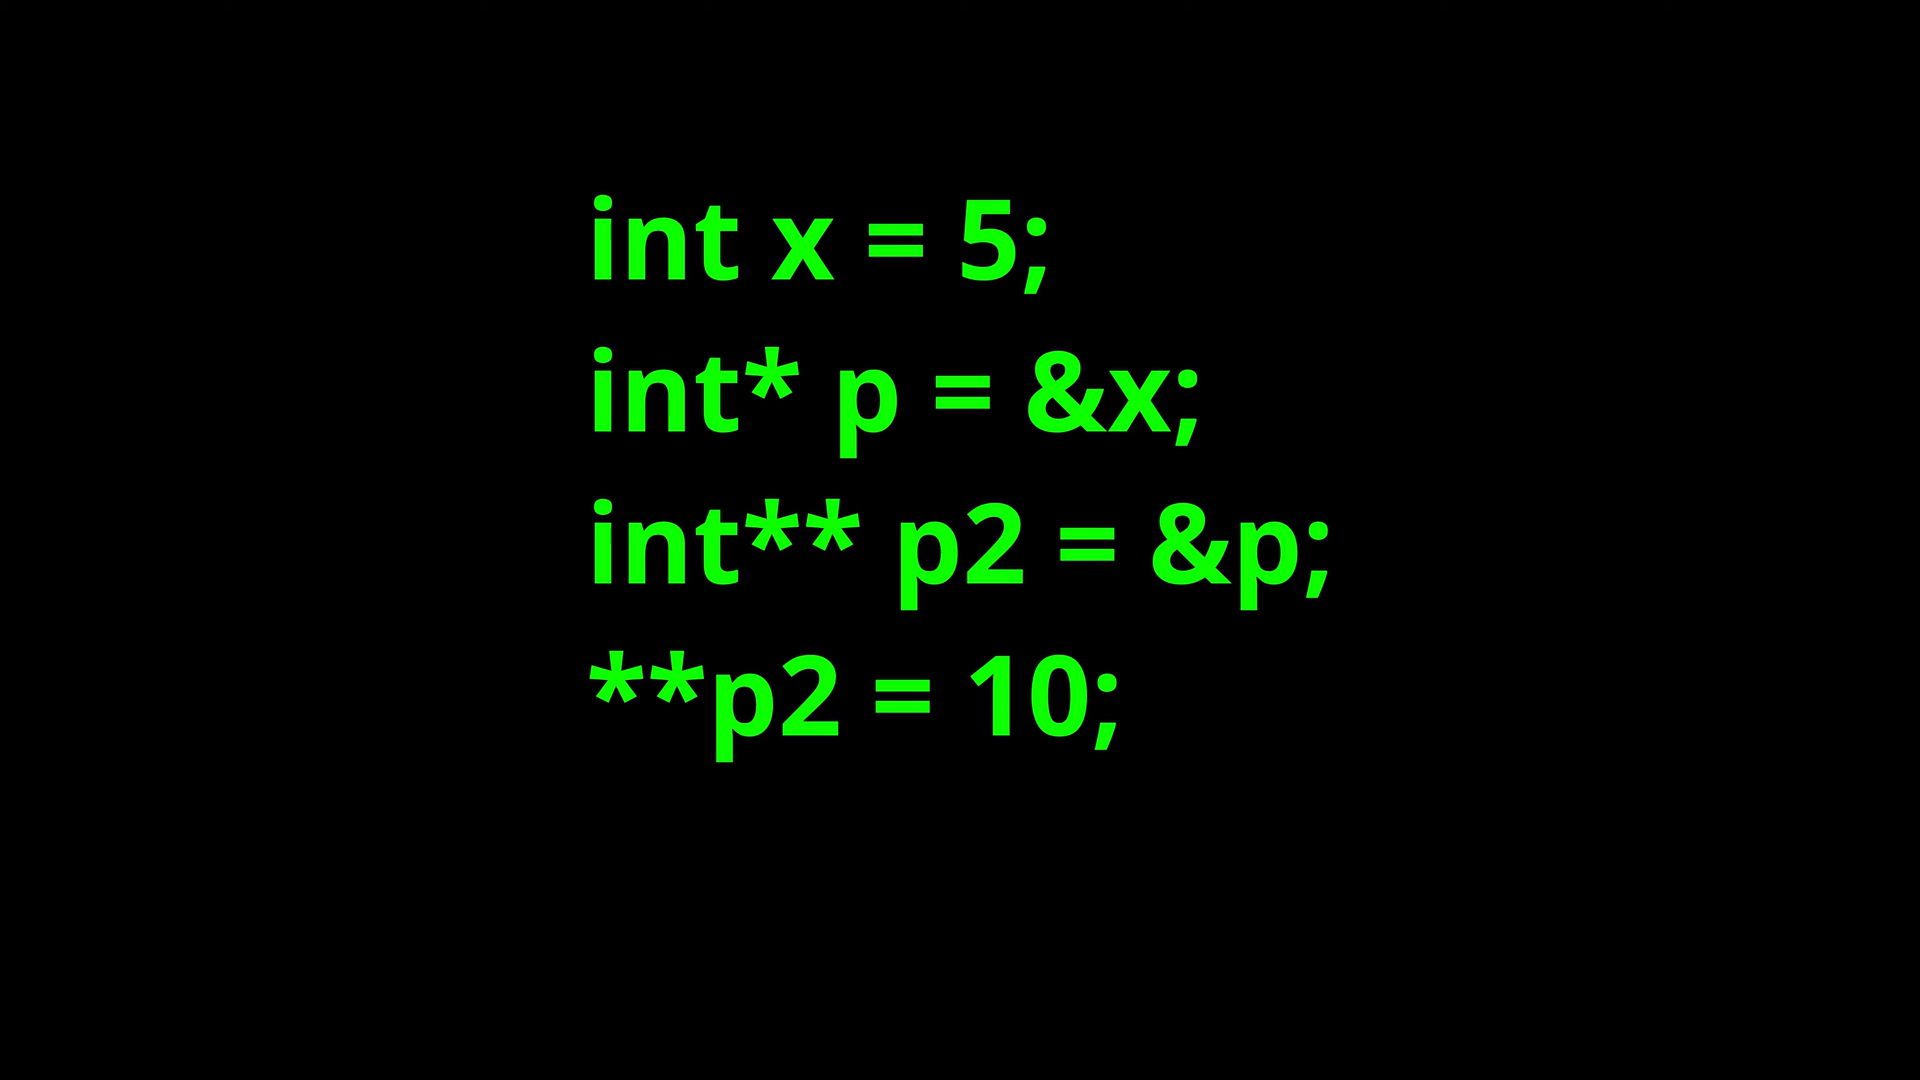 int x = 5;
int* p = &x;
int** p2 = &p;
**p2 = 10;